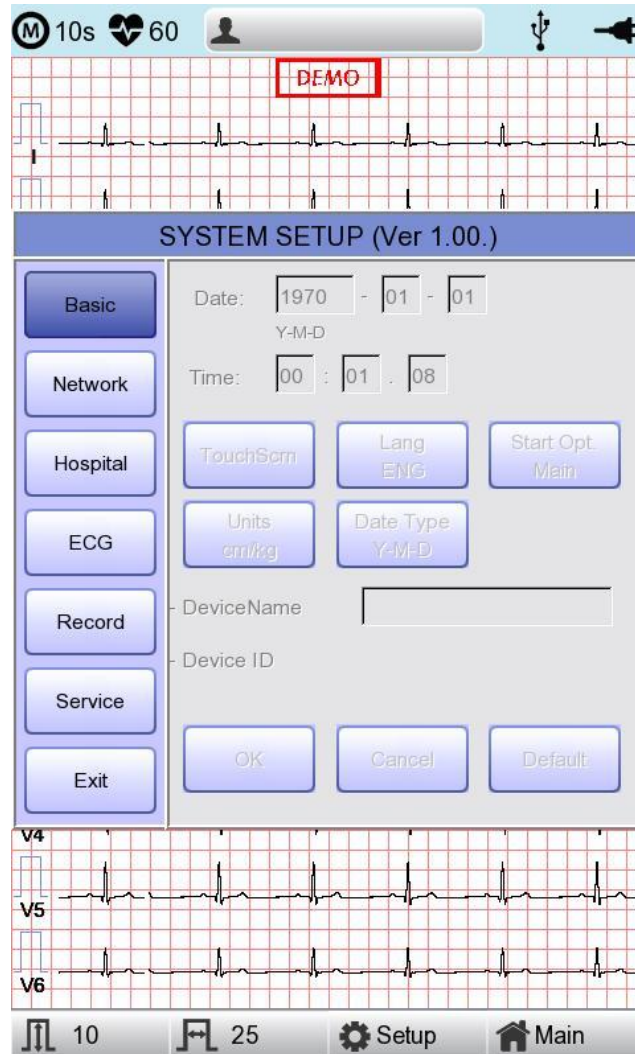 M 10s 60
DEMO
I
SYSTEM SETUP (Ver 1.00.)
Basic
Network
Hospital
ECG
Record
Service
Exit
Date: 1970 - 01 - 01
Y-M-D
Time: 00 : 01 . 08
TouchScrn
Lang
ENG
Start Opt.
Main
Units
cm/kg
Date Type
Y-M-D
- DeviceName
- Device ID
OK Cancel Default
V4
V5
V6
10 25 Setup Main